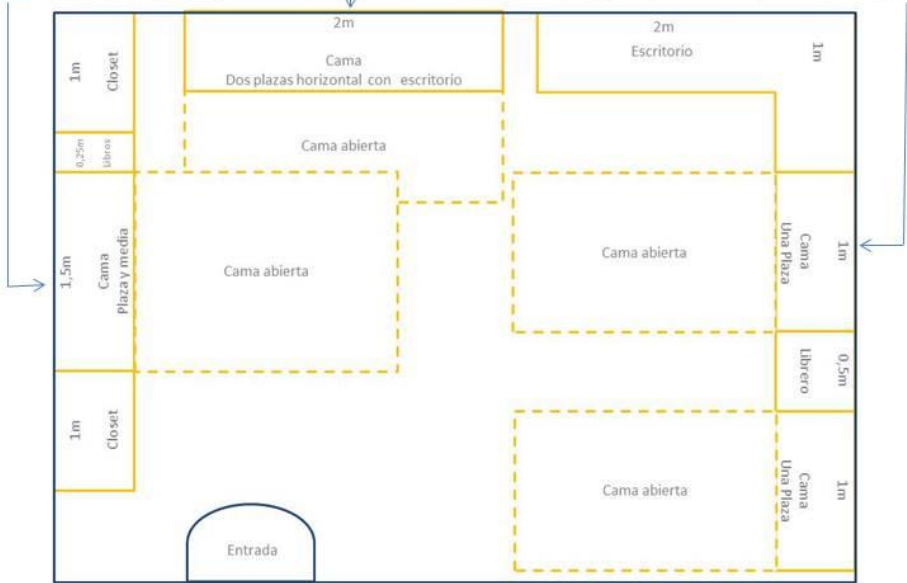 2m
Cama
Dos plazas horizontal con escritorio
Cama abierta
2m
Escritorio
1m
1m
Closet
0,25m
Libros
1,5m
Cama
Plaza y media
Cama abierta
Cama abierta
Cama
Una Plaza
1m
Librero
0,5m
1m
Closet
Cama abierta
Cama
Una Plaza
1m
Entrada